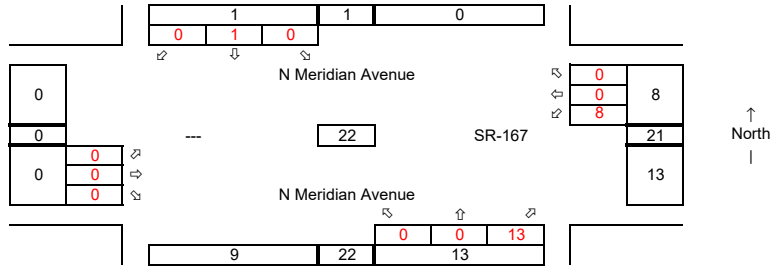 1 1 0
0 1 0
⬃ ⇩ ⬂
N Meridian Avenue
⬁ 0
0 ⇦ 0 8
⬃ 8 ↑
0 --- 22 SR-167 21 North
0 ⬀ |
0 0 ⇨ 13
0 ⬂ N Meridian Avenue
⬁ ⇧ ⬀
0 0 13
9 22 13